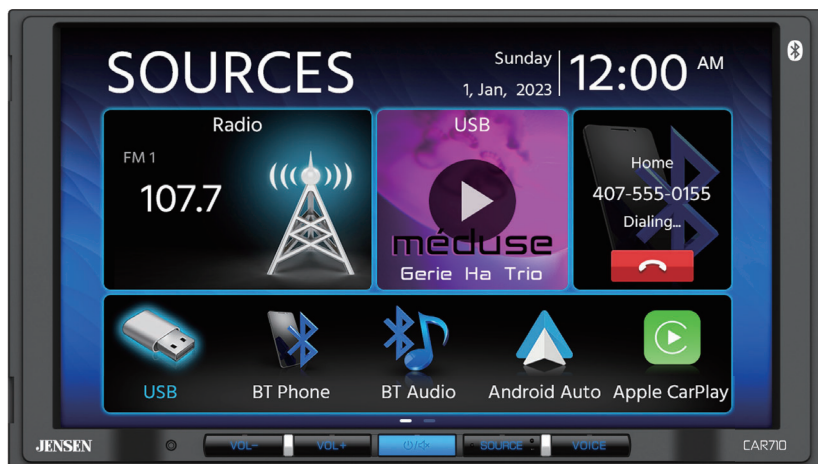 SOURCES
Sunday
1, Jan, 2023
12:00 AM
Radio
FM 1
107.7
USB
méduse
Gerie Ha Trio
Home
407-555-0155
Dialing...
USB
BT Phone
BT Audio
Android Auto
Apple CarPlay
JENSEN
VOL-
VOL+
SOURCE
VOICE
CAR710